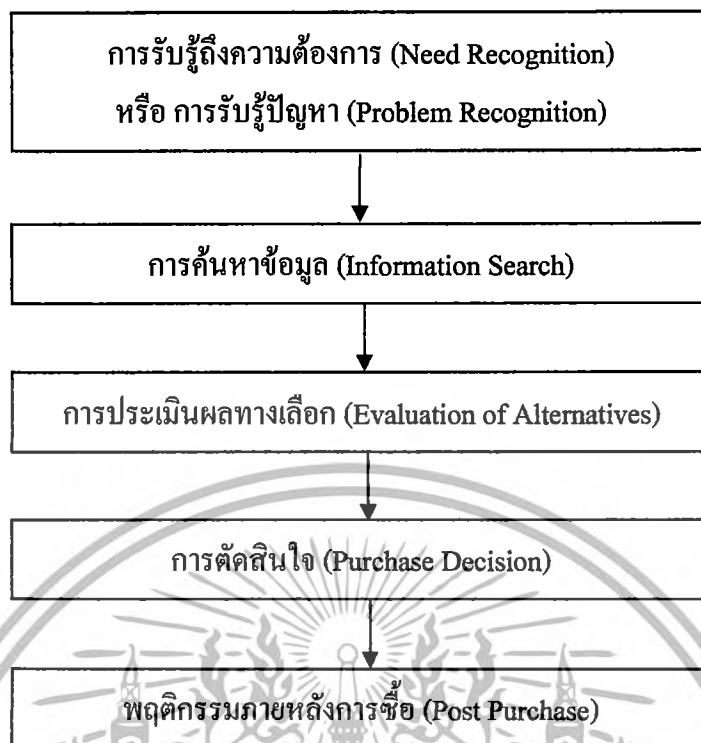 การรับรู้ถึงความต้องการ (Need Recognition)
หรือ การรับรู้ปัญหา (Problem Recognition)
การค้นหาข้อมูล (Information Search)
การประเมินผลทางเลือก (Evaluation of Alternatives)
การตัดสินใจ (Purchase Decision)
พฤติกรรมภายหลังการซื้อ (Post Purchase)